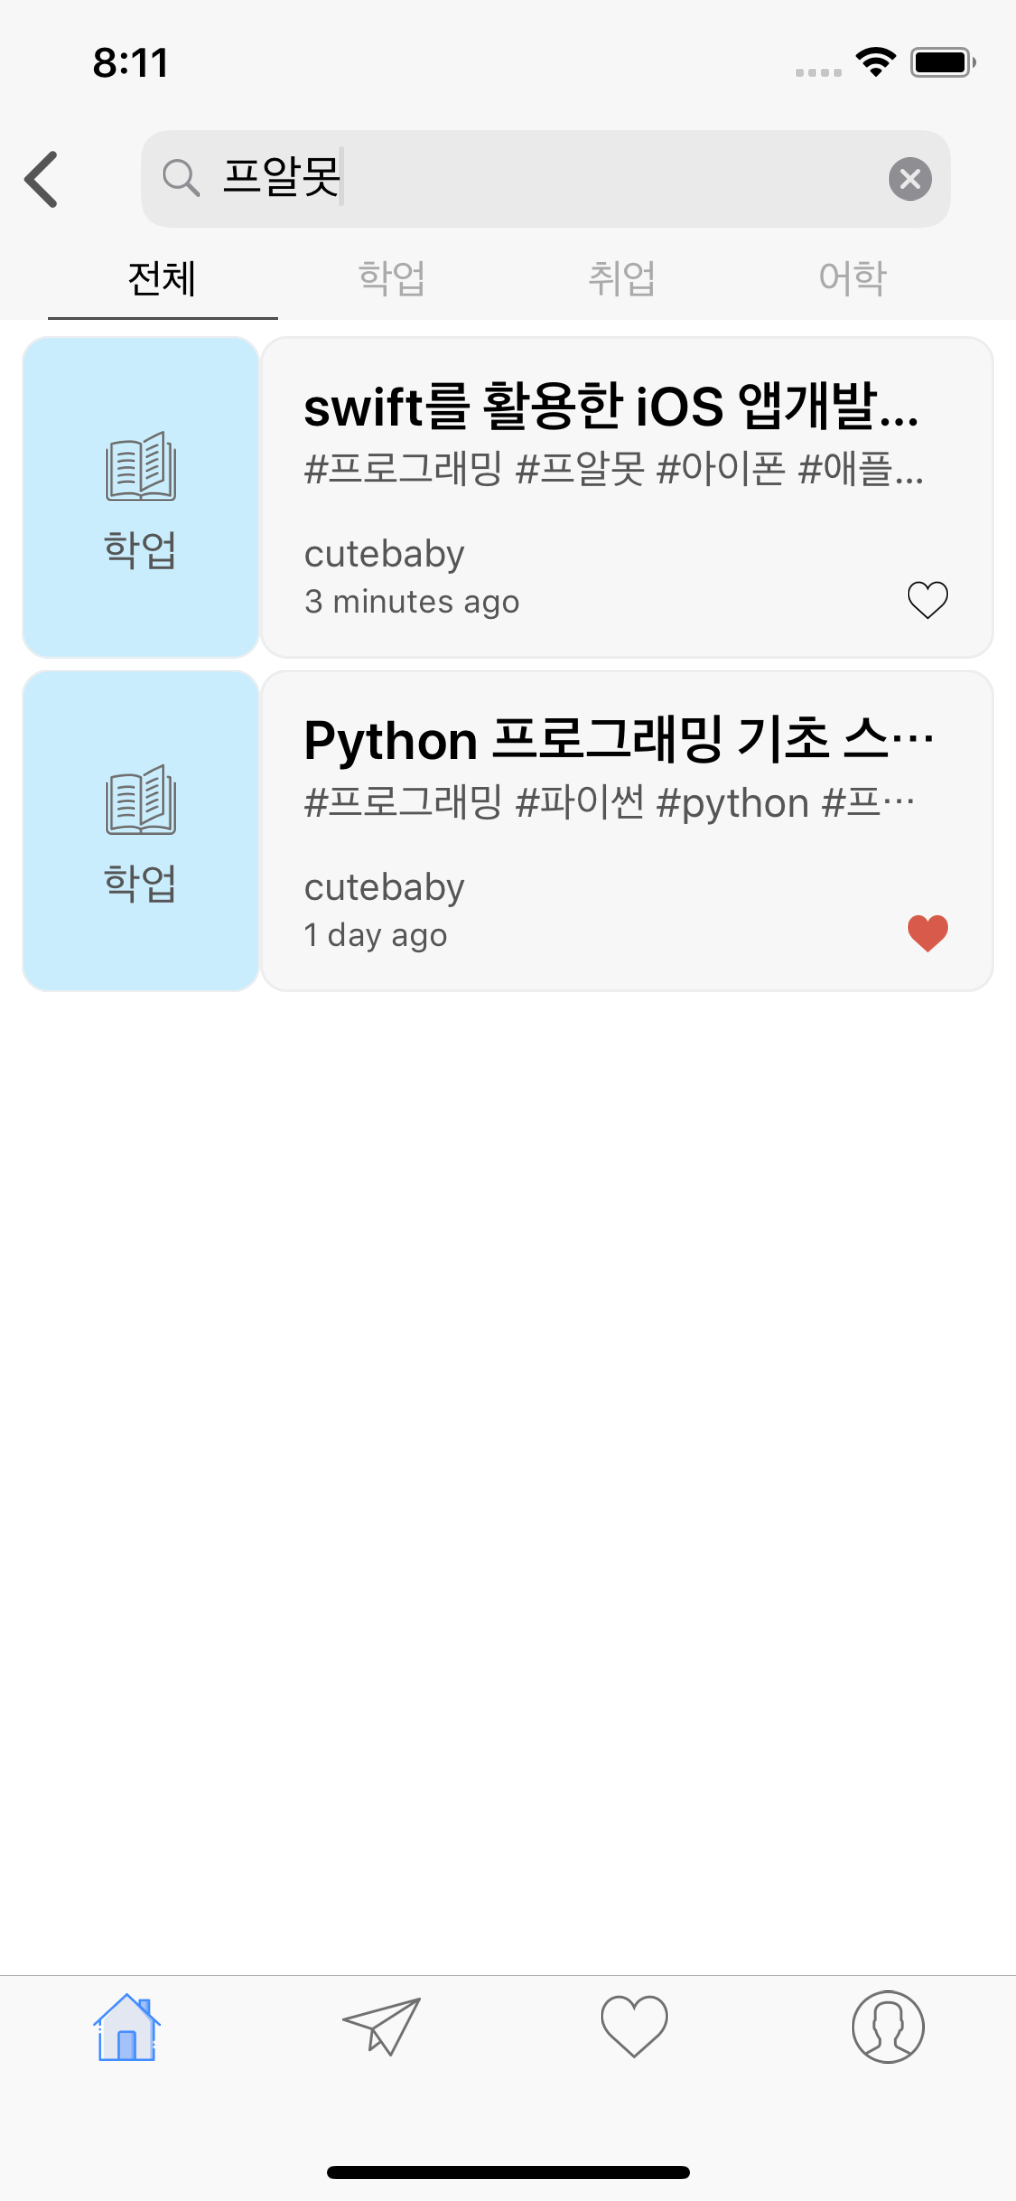 8:11
프알못
전체 학업 취업 어학
swift를 활용한 iOS 앱개발...
#프로그래밍 #프알못 #아이폰 #애플...
학업
cutebaby
3 minutes ago
Python 프로그래밍 기초 스…
#프로그래밍 #파이썬 #python #프…
학업
cutebaby
1 day ago